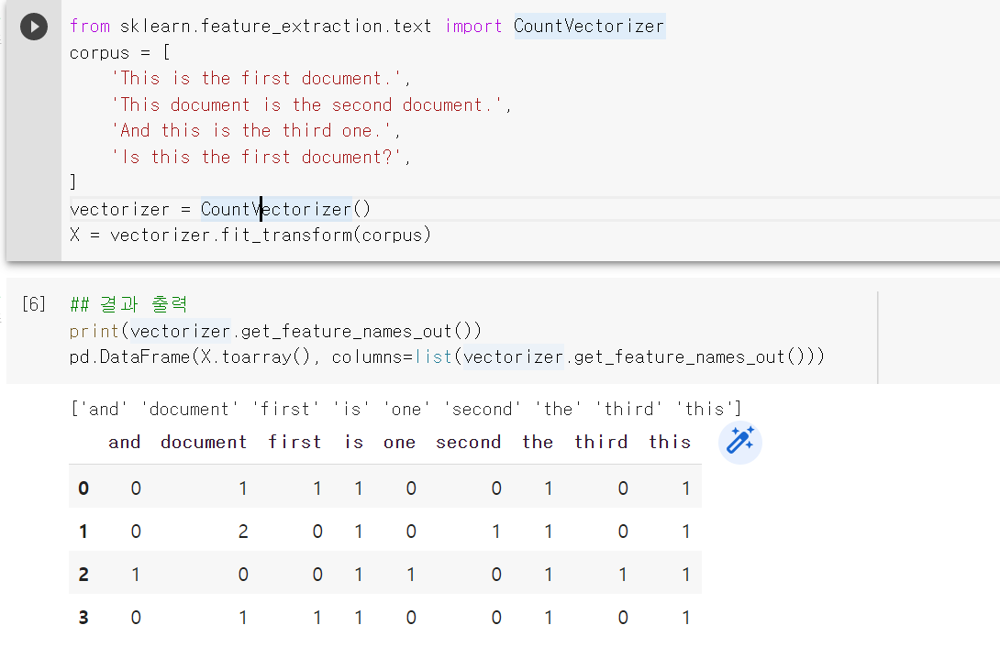 from sklearn.feature_extraction.text import CountVectorizer
corpus = [
    'This is the first document.',
    'This document is the second document.',
    'And this is the third one.',
    'Is this the first document?',
]
vectorizer = CountVectorizer()
X = vectorizer.fit_transform(corpus)
[6] ## 결과 출력
print(vectorizer.get_feature_names_out())
pd.DataFrame(X.toarray(), columns=list(vectorizer.get_feature_names_out()))
['and' 'document' 'first' 'is' 'one' 'second' 'the' 'third' 'this']
and document first is one second the third this
0 0 1 1 1 0 0 1 0 1
1 0 2 0 1 0 1 1 0 1
2 1 0 0 1 1 0 1 1 1
3 0 1 1 1 0 0 1 0 1